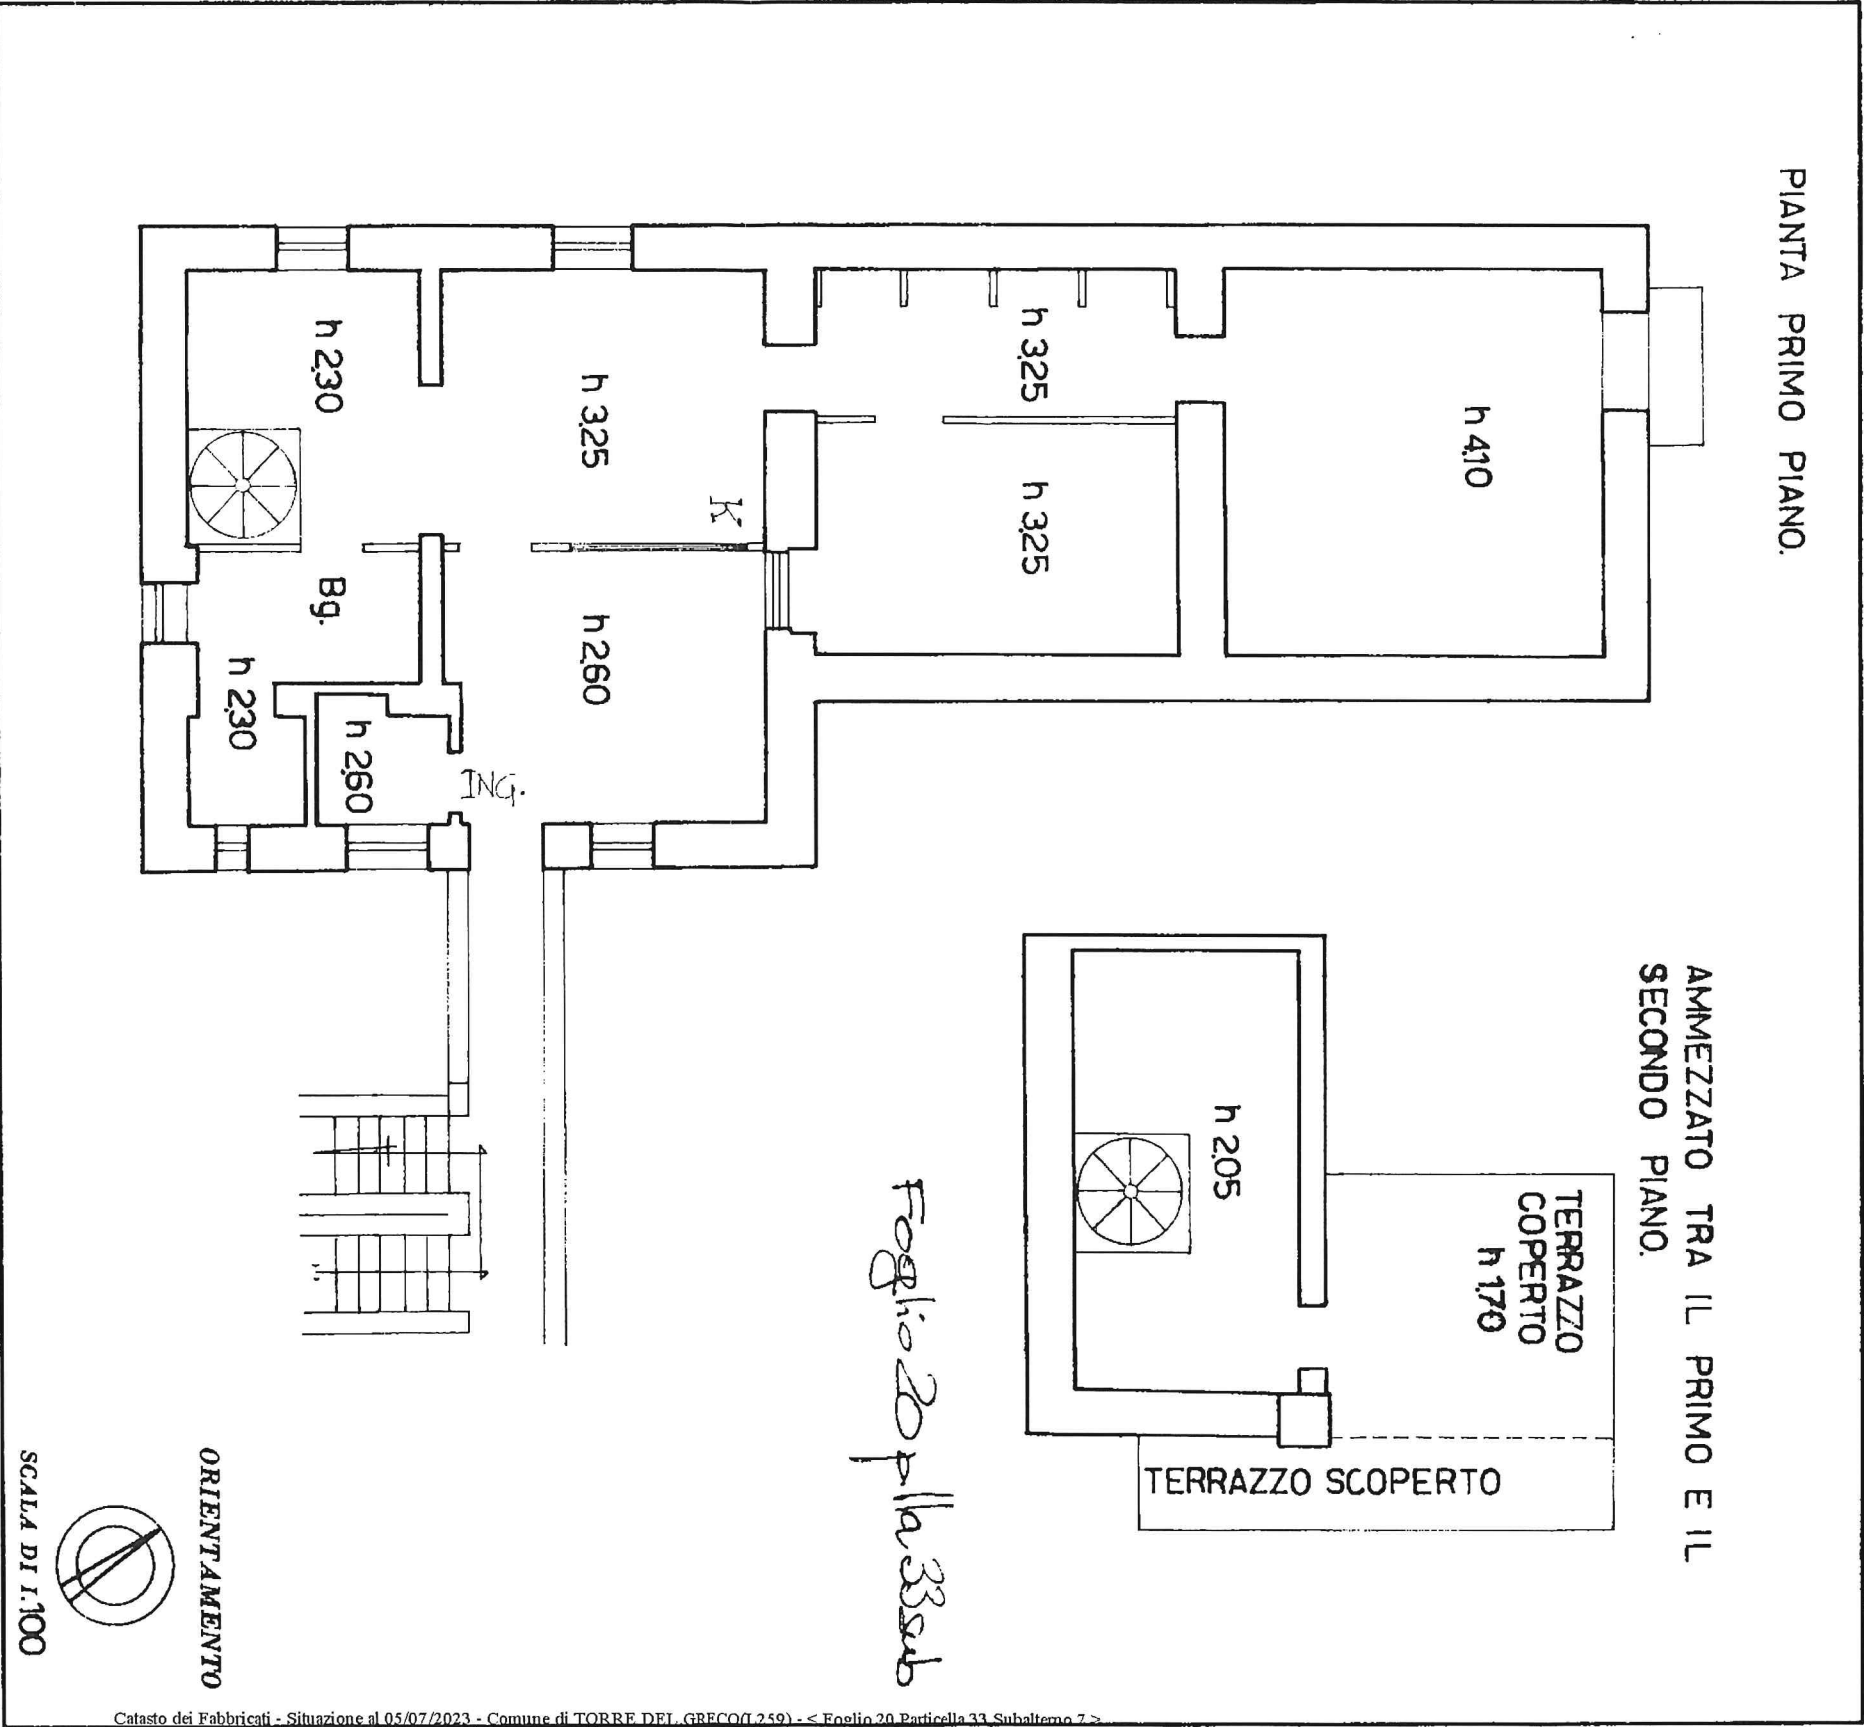 PIANTA PRIMO PIANO.
h 4,10
h 3,25
h 3,25
h 3,25
K
h 2,60
h 2,30
Bg.
h 2,30
h 2,60
ING.
AMMEZZATO TRA IL PRIMO E IL
SECONDO PIANO.
TERRAZZO
COPERTO
h 1,70
h 2,05
TERRAZZO SCOPERTO
Foglio 20 p.lla 33 sub
ORIENTAMENTO
SCALA DI 1:100
Catasto dei Fabbricati - Situazione al 05/07/2023 - Comune di TORRE DEL GRECO(L259) - < Foglio 20 Particella 33 Subalterno 7 >